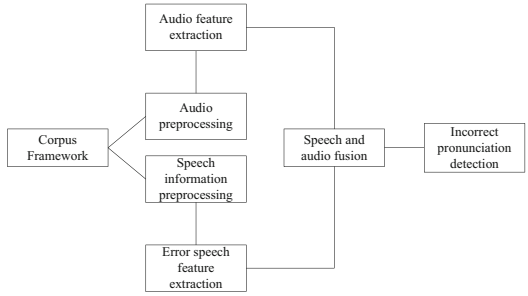 Audio feature
extraction
Audio
preprocessing
Corpus
Framework
Speech
information
preprocessing
Error speech
feature
extraction
Speech and
audio fusion
Incorrect
pronunciation
detection